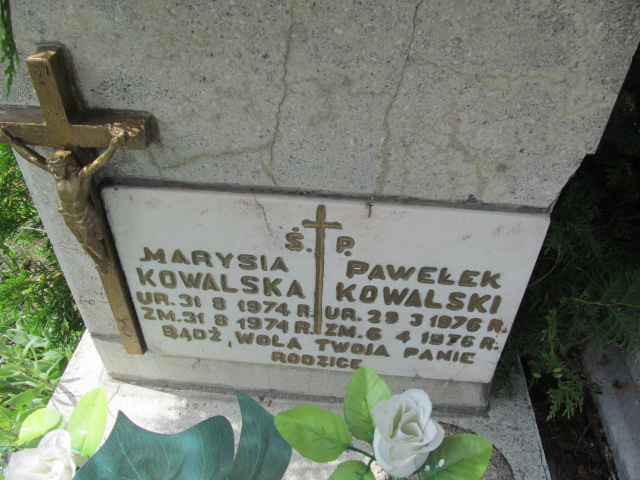 Ś. P.
MARYSIA
KOWALSKA
UR. 31 8 1974 R.
ZM. 31 8 1974 R.
PAWEŁEK
KOWALSKI
UR. 29 3 1976 R.
ZM. 6 4 1976 R.
BĄDŹ WOLA TWOJA PANIE
RODZICE